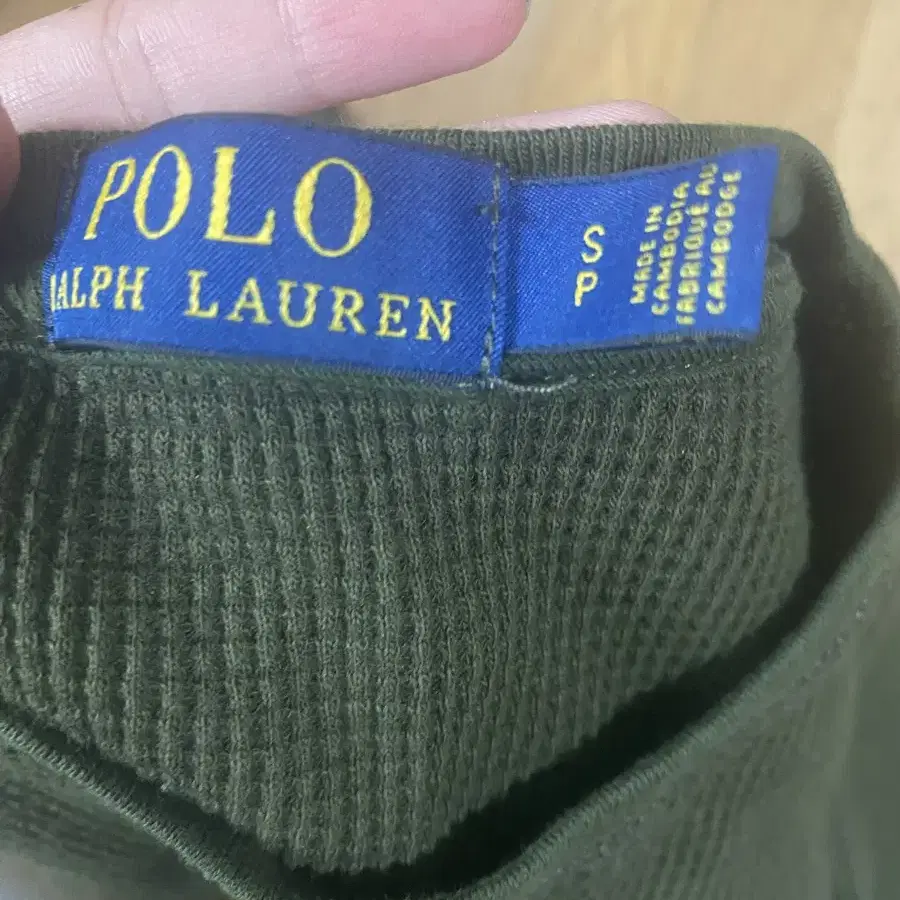 POLO
RALPH LAUREN
S
P
MADE IN
CAMBODIA
FABRIQUÉ AU
CAMBODGE